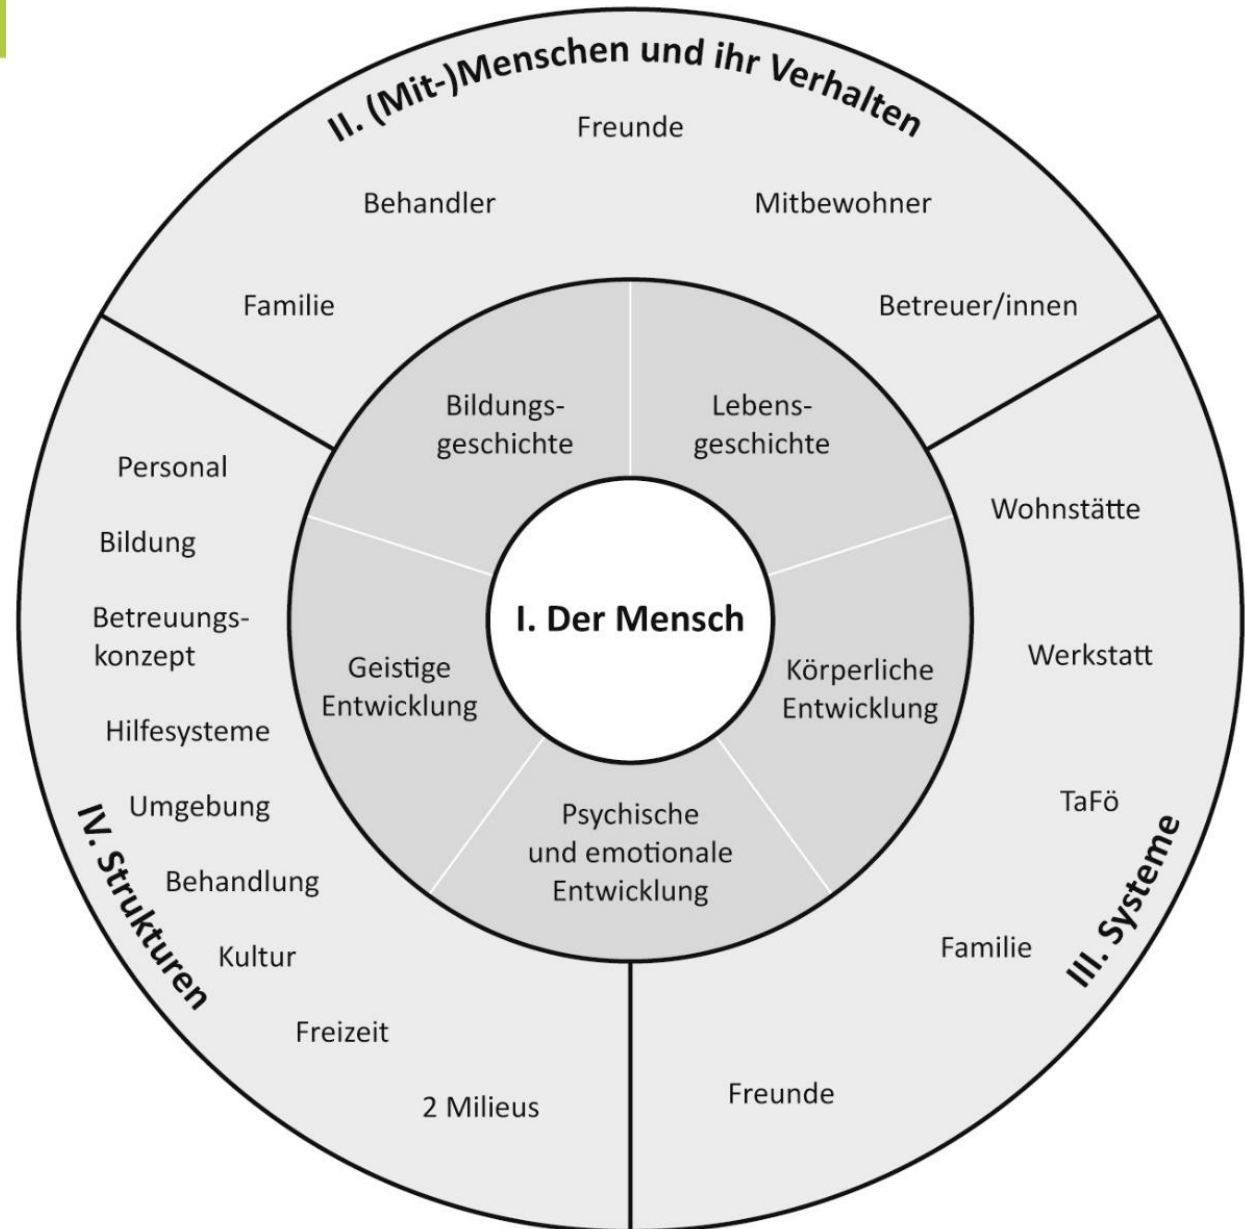 II. (Mit-)Menschen und ihr Verhalten
Freunde
Behandler
Mitbewohner
Familie
Betreuer/innen
Bildungs-
geschichte
Lebens-
geschichte
I. Der Mensch
Geistige
Entwicklung
Körperliche
Entwicklung
Psychische
und emotionale
Entwicklung
Wohnstätte
Werkstatt
TaFö
Familie
Freunde
III. Systeme
Personal
Bildung
Betreuungs-
konzept
Hilfesysteme
Umgebung
Behandlung
Kultur
Freizeit
2 Milieus
IV. Strukturen